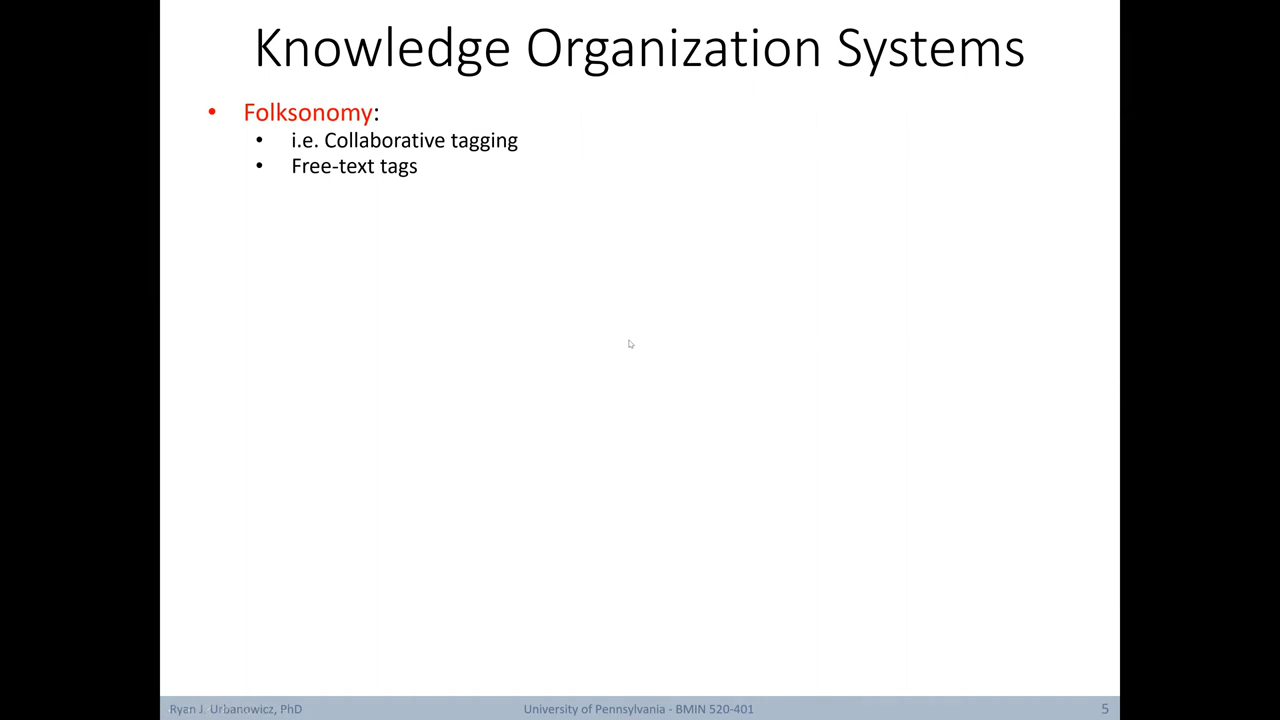 Knowledge Organization Systems
• Folksonomy:
• i.e. Collaborative tagging
• Free-text tags
Ryan J. Urbanowicz, PhD
University of Pennsylvania - BMIN 520-401
5